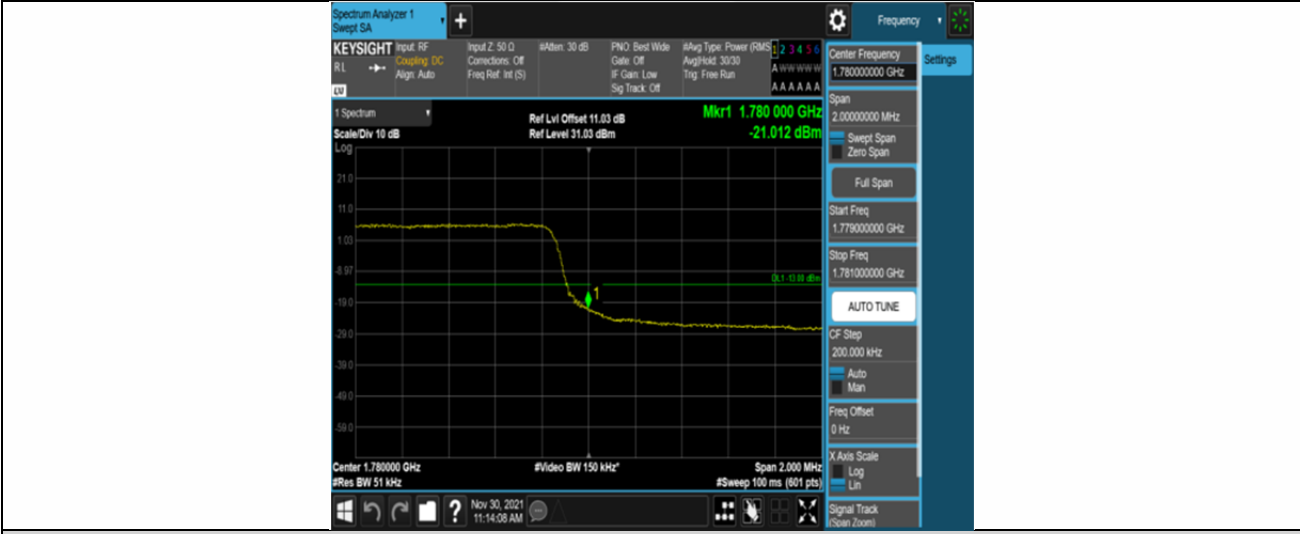 Spectrum Analyzer 1
Swept SA
+
Frequency
KEYSIGHT
RL
Input: RF
Coupling: DC
Align: Auto
Input Z: 50 Ω
Corrections: Off
Freq Ref: Int (S)
#Atten: 30 dB
PNO: Best Wide
Gate: Off
IF Gain: Low
Sig Track: Off
#Avg Type: Power (RMS
Avg|Hold: 30/30
Trig: Free Run
1 2 3 4 5 6
A W W W W W
A A A A A A
1 Spectrum
Scale/Div 10 dB
Log
Ref Lvl Offset 11.03 dB
Ref Level 31.03 dBm
Mkr1 1.780 000 GHz
-21.012 dBm
21.0
11.0
1.03
-8.97
-19.0
-29.0
-39.0
-49.0
-59.0
DL1 -13.00 dBm
1
Center 1.780000 GHz
#Res BW 51 kHz
#Video BW 150 kHz*
Span 2.000 MHz
#Sweep 100 ms (601 pts)
?
Nov 30, 2021
11:14:08 AM
Center Frequency
1.780000000 GHz
Settings
Span
2.00000000 MHz
Swept Span
Zero Span
Full Span
Start Freq
1.779000000 GHz
Stop Freq
1.781000000 GHz
AUTO TUNE
CF Step
200.000 kHz
Auto
Man
Freq Offset
0 Hz
X Axis Scale
Log
Lin
Signal Track
(Span Zoom)